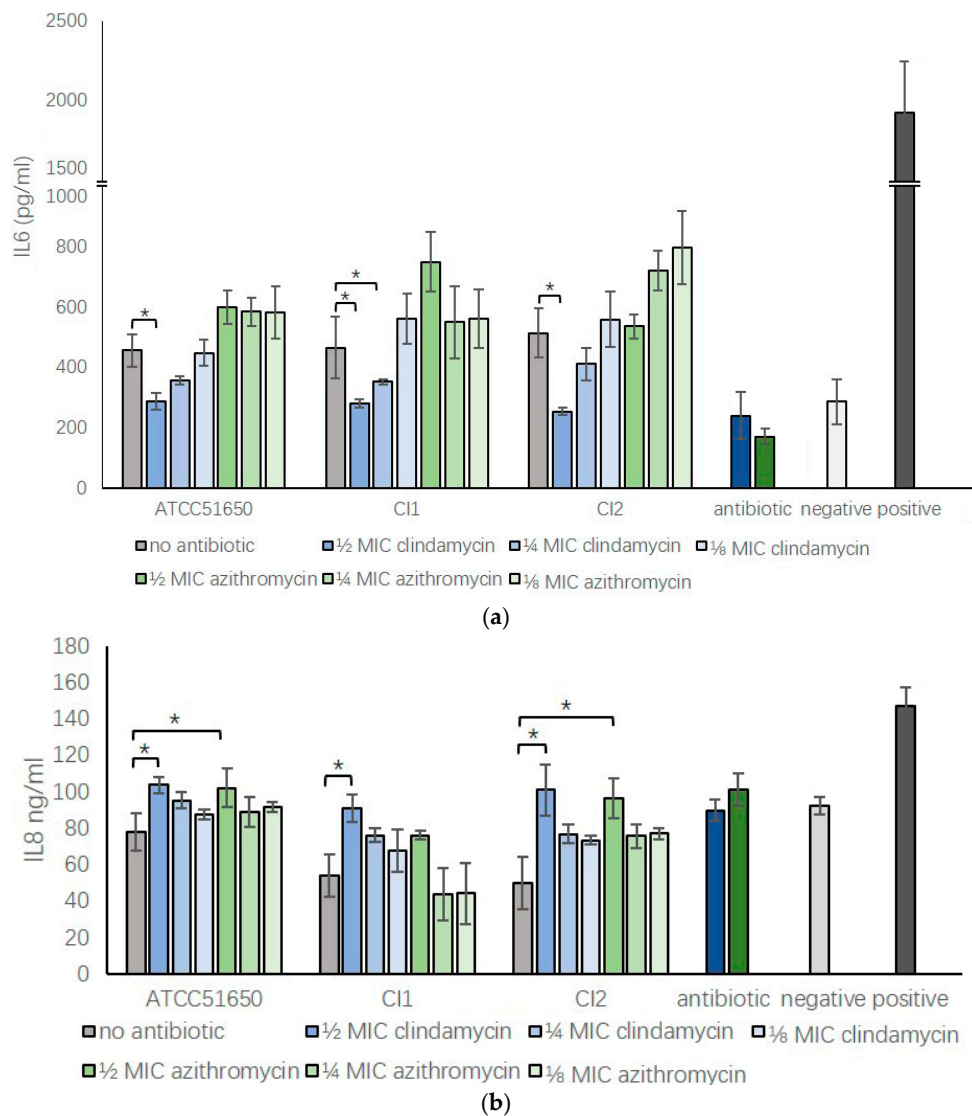 2500
2000
1500
1000
800
600
400
200
0
IL6 (pg/ml)
* * * *
ATCC51650 CI1 CI2 antibiotic negative positive
no antibiotic ½ MIC clindamycin ¼ MIC clindamycin ⅛ MIC clindamycin
½ MIC azithromycin ¼ MIC azithromycin ⅛ MIC azithromycin
(a)
180
160
140
120
100
80
60
40
20
0
IL8 ng/ml
* * * * *
ATCC51650 CI1 CI2 antibiotic negative positive
no antibiotic ½ MIC clindamycin ¼ MIC clindamycin ⅛ MIC clindamycin
½ MIC azithromycin ¼ MIC azithromycin ⅛ MIC azithromycin
(b)